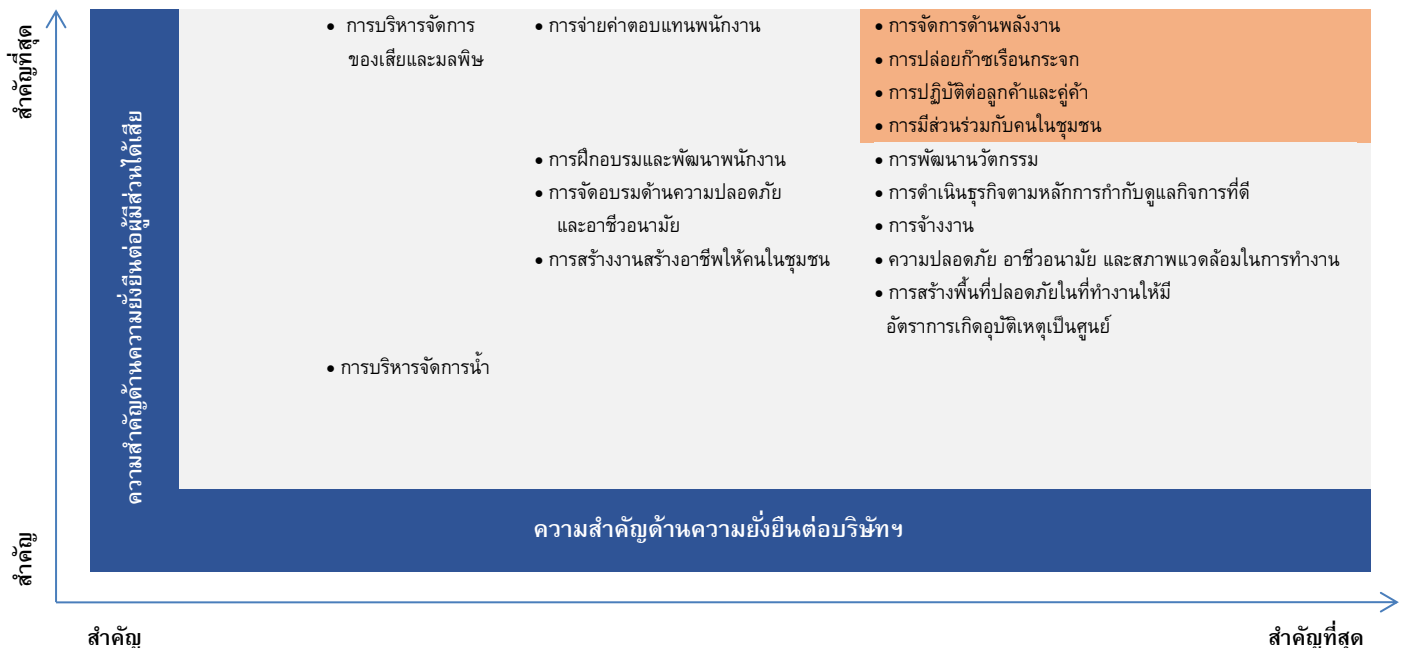 สำคัญที่สุด
ความสำคัญด้านความยั่งยืนต่อผู้มีส่วนได้เสีย
สำคัญ
• การบริหารจัดการ
ของเสียและมลพิษ
• การจ่ายค่าตอบแทนพนักงาน
• การจัดการด้านพลังงาน
• การปล่อยก๊าซเรือนกระจก
• การปฏิบัติต่อลูกค้าและคู่ค้า
• การมีส่วนร่วมกับคนในชุมชน
• การฝึกอบรมและพัฒนาพนักงาน
• การจัดอบรมด้านความปลอดภัย
และอาชีวอนามัย
• การสร้างงานสร้างอาชีพให้คนในชุมชน
• การพัฒนานวัตกรรม
• การดำเนินธุรกิจตามหลักการกำกับดูแลกิจการที่ดี
• การจ้างงาน
• ความปลอดภัย อาชีวอนามัย และสภาพแวดล้อมในการทำงาน
• การสร้างพื้นที่ปลอดภัยในที่ทำงานให้มี
อัตราการเกิดอุบัติเหตุเป็นศูนย์
• การบริหารจัดการน้ำ
ความสำคัญด้านความยั่งยืนต่อบริษัทฯ
สำคัญ
สำคัญที่สุด